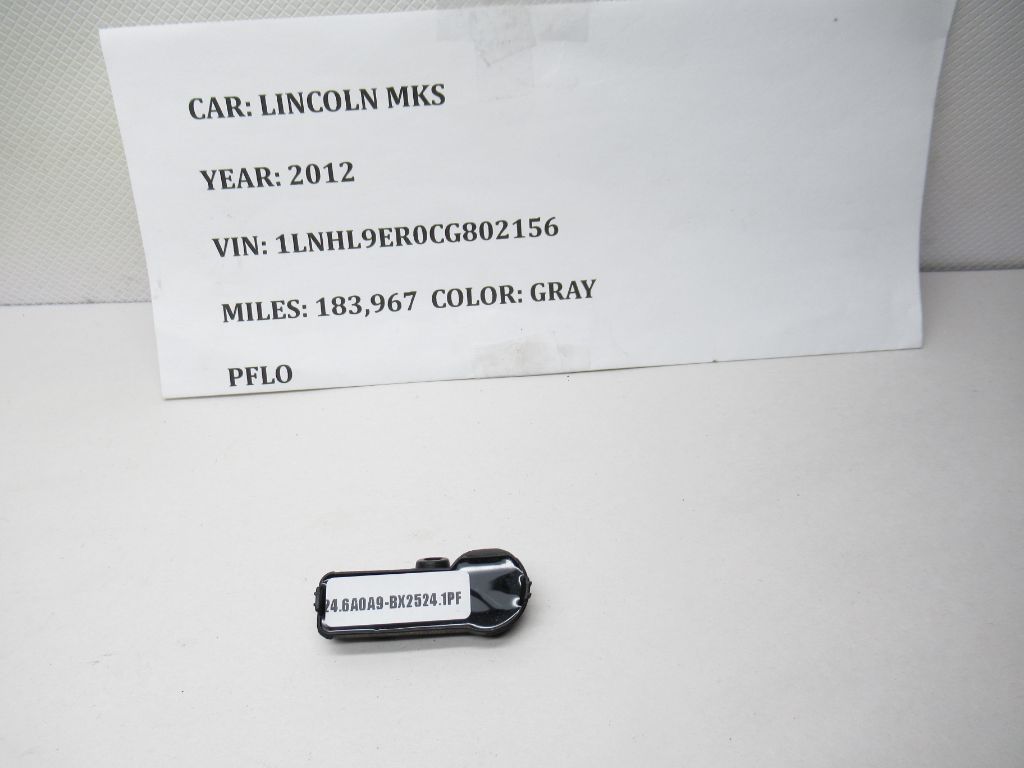 CAR: LINCOLN MKS
YEAR: 2012
VIN: 1LNHL9ER0CG802156
MILES: 183,967 COLOR: GRAY
PFLO
24.6A0A9-BX2524.1PF